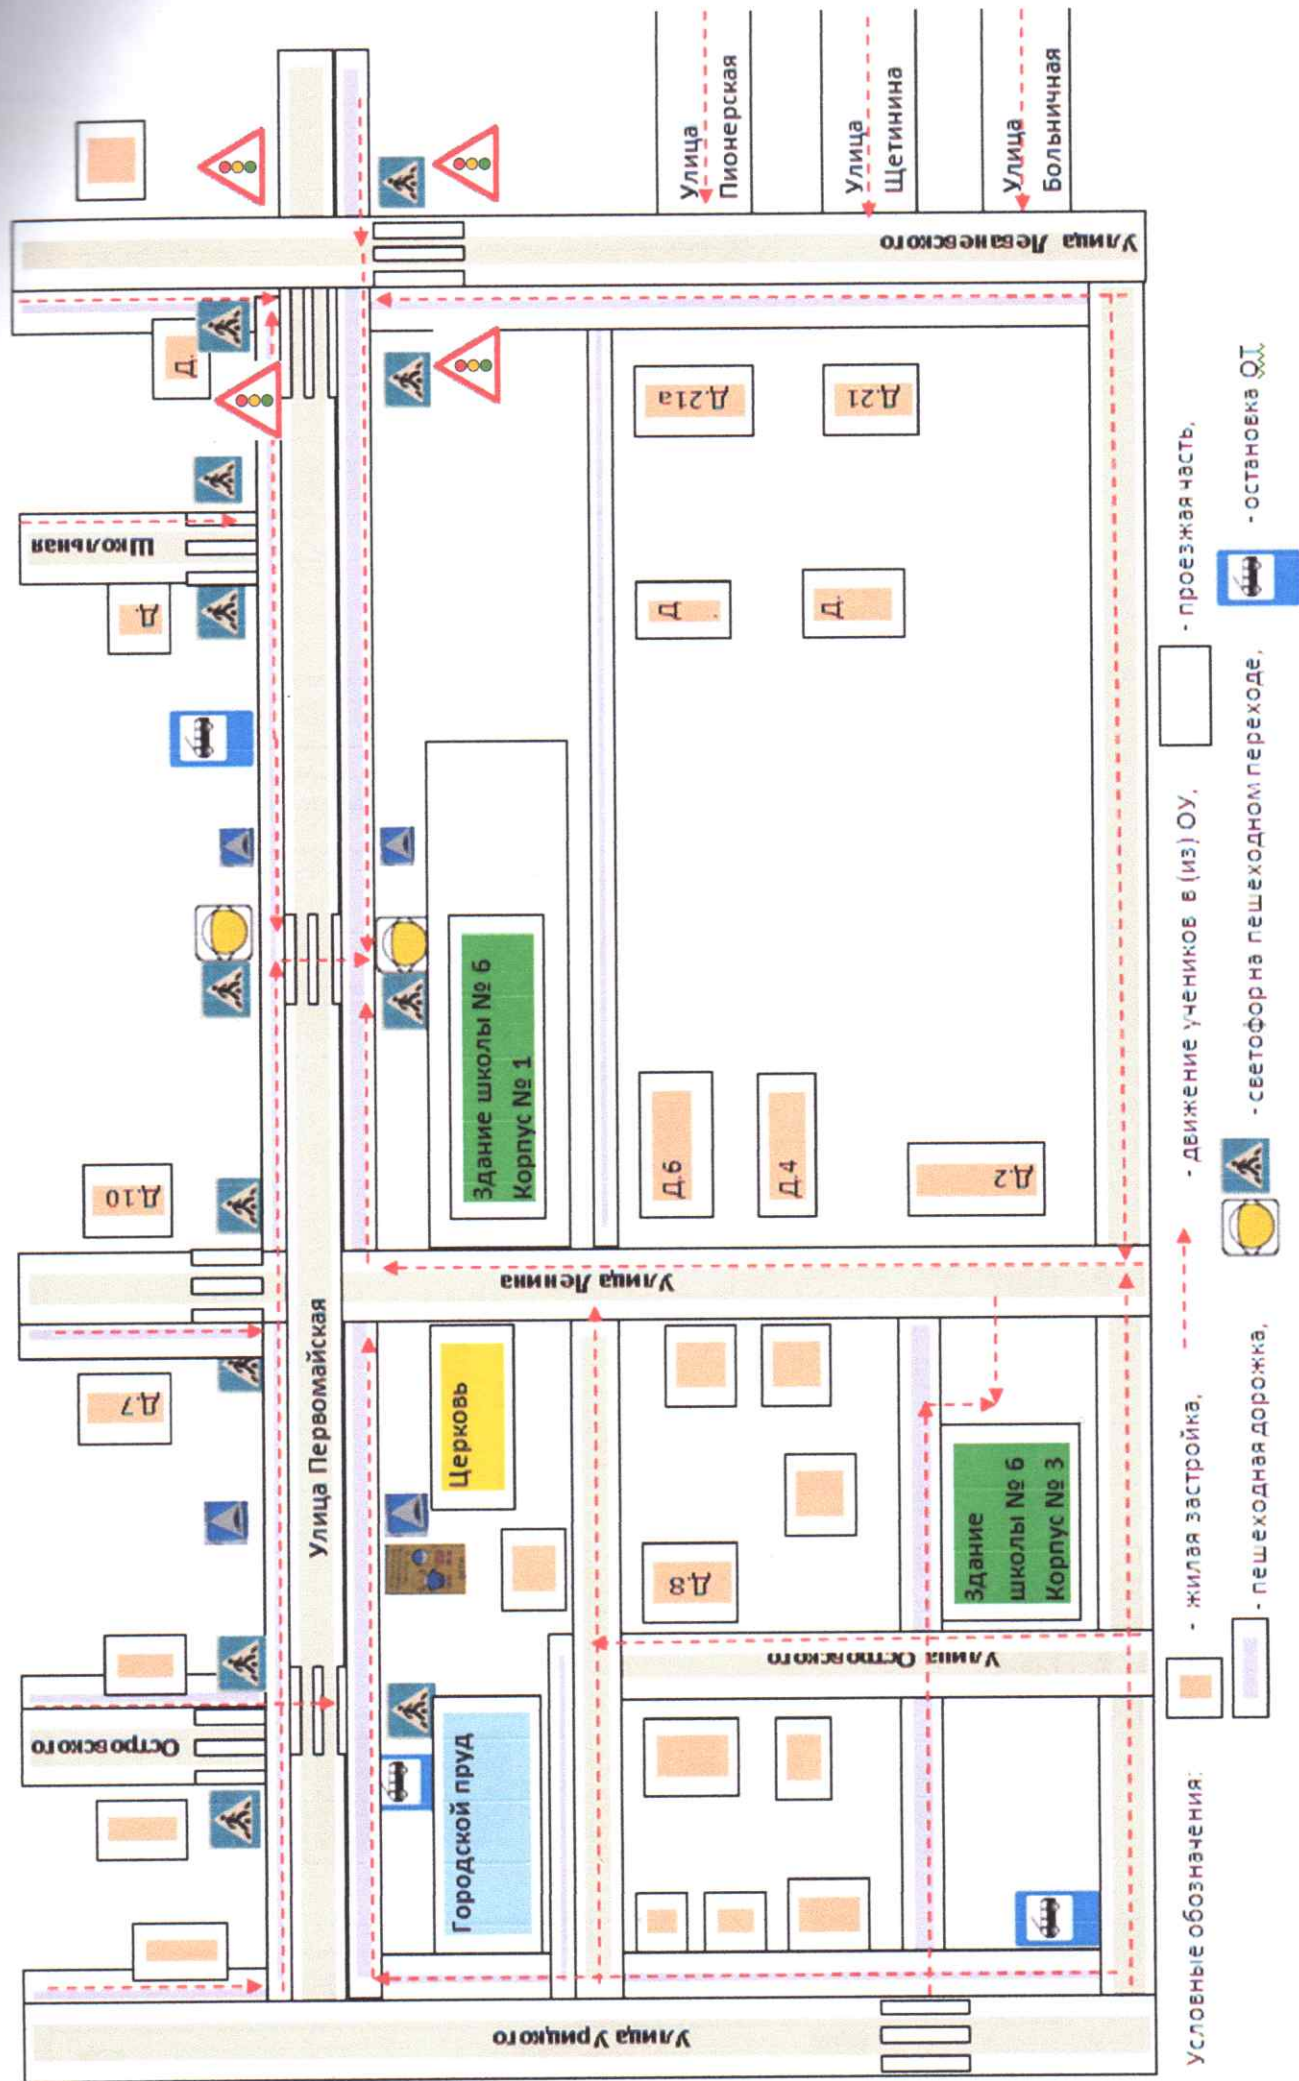 Улица
Пионерская
Улица
Щетинина
Улица
Больничная
Улица Леваневского
Д.
Школьная
Д.
Д.21а
Д.21
Д
.
Д.
Здание школы № 6
Корпус № 1
Д.10
Д.6
Д.4
Д.2
Улица Ленина
Улица Первомайская
Д.7
Церковь
Д.8
Здание
школы № 6
Корпус № 3
Островского
Улица Островского
Городской пруд
Улица Урицкого
Условные обозначения:
- жилая застройка,
- движение учеников в (из) ОУ,
- проезжая часть,
- пешеходная дорожка,
- светофор на пешеходном переходе,
- остановка ОТ